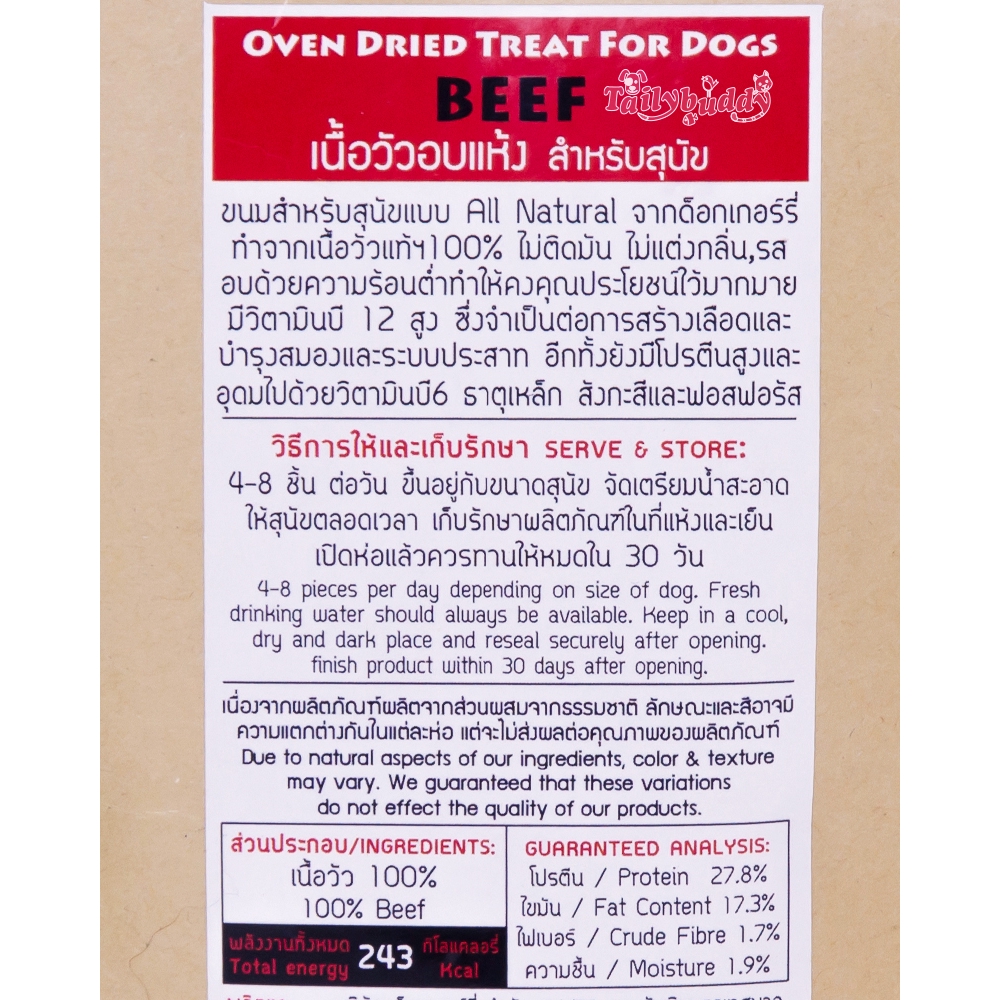 OVEN DRIED TREAT FOR DOGS
BEEF Tailybuddy
เนื้อวัวอบแห้ง สำหรับสุนัข
ขนมสำหรับสุนัขแบบ All Natural จากด็อกเกอร์รี่
ทำจากเนื้อวัวแท้ๆ100% ไม่ติดมัน ไม่แต่งกลิ่น,รส
อบด้วยความร้อนต่ำทำให้คงคุณประโยชน์ไว้มากมาย
มีวิตามินบี 12 สูง ซึ่งจำเป็นต่อการสร้างเลือดและ
บำรุงสมองและระบบประสาท อีกทั้งยังมีโปรตีนสูงและ
อุดมไปด้วยวิตามินบี6 ธาตุเหล็ก สังกะสีและฟอสฟอรัส
วิธีการให้และเก็บรักษา SERVE & STORE:
4-8 ชิ้น ต่อวัน ขึ้นอยู่กับขนาดสุนัข จัดเตรียมน้ำสะอาด
ให้สุนัขตลอดเวลา เก็บรักษาผลิตภัณฑ์ในที่แห้งและเย็น
เปิดห่อแล้วควรทานให้หมดใน 30 วัน
4-8 pieces per day depending on size of dog. Fresh
drinking water should always be available. Keep in a cool,
dry and dark place and reseal securely after opening.
finish product within 30 days after opening.
เนื่องจากผลิตภัณฑ์ผลิตจากส่วนผสมจากธรรมชาติ ลักษณะและสีอาจมี
ความแตกต่างกันในแต่ละห่อ แต่จะไม่ส่งผลต่อคุณภาพของผลิตภัณฑ์
Due to natural aspects of our ingredients, color & texture
may vary. We guaranteed that these variations
do not effect the quality of our products.
ส่วนประกอบ/INGREDIENTS:
เนื้อวัว 100%
100% Beef
พลังงานทั้งหมด 243 กิโลแคลอรี่
Total energy Kcal
GUARANTEED ANALYSIS:
โปรตีน / Protein 27.8%
ไขมัน / Fat Content 17.3%
ไฟเบอร์ / Crude Fibre 1.7%
ความชื้น / Moisture 1.9%